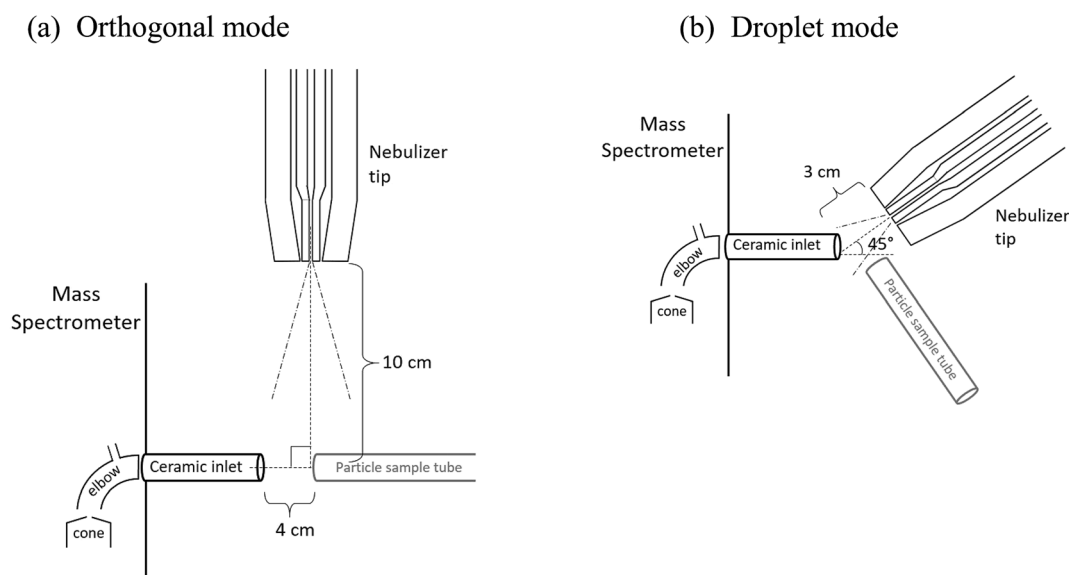 (a) Orthogonal mode
Nebulizer
tip
Mass
Spectrometer
10 cm
Ceramic inlet
Particle sample tube
elbow
cone
4 cm
(b) Droplet mode
Mass
Spectrometer
3 cm
Nebulizer
tip
Ceramic inlet
45°
elbow
cone
Particle sample tube